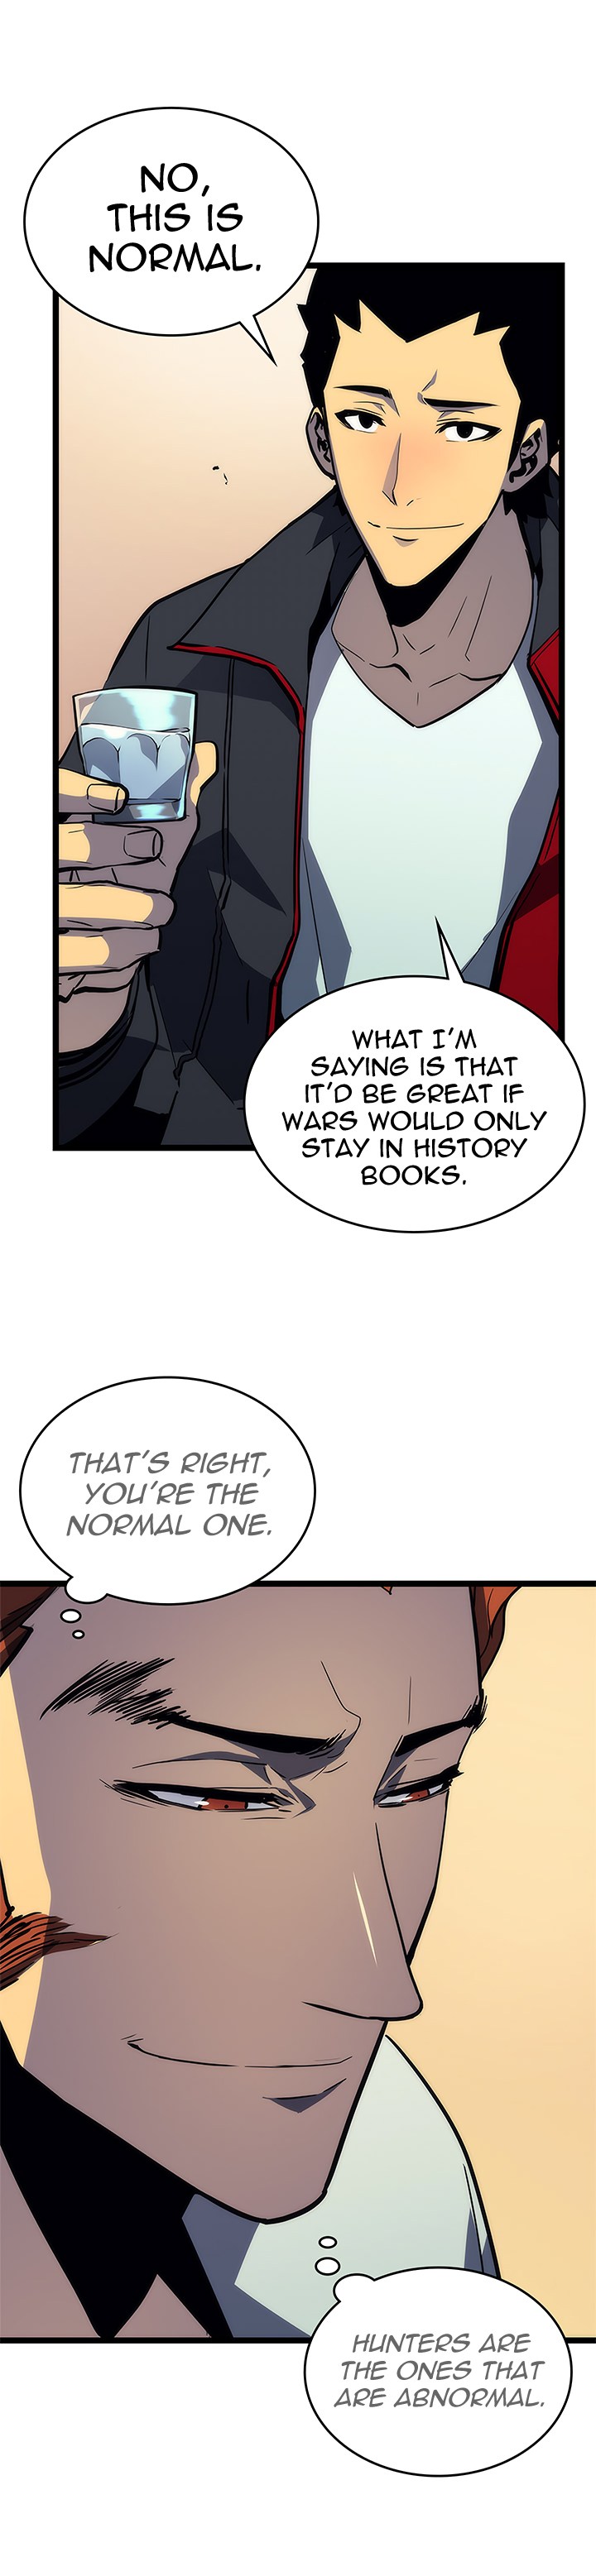 NO,
THIS IS
NORMAL.
WHAT I'M
SAYING IS THAT
IT'D BE GREAT IF
WARS WOULD ONLY
STAY IN HISTORY
BOOKS.
THAT'S RIGHT,
YOU'RE THE
NORMAL ONE.
HUNTERS ARE
THE ONES THAT
ARE ABNORMAL.